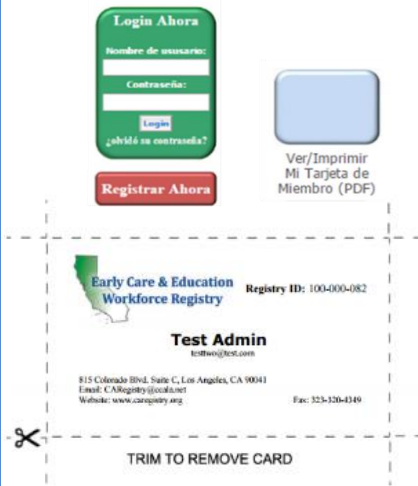 Login Ahora
Nombre de ususario:
Contraseña:
Login
¿olvidó su contraseña?
Registrar Ahora
Ver/Imprimir
Mi Tarjeta de
Miembro (PDF)
Early Care & Education
Workforce Registry
Registry ID: 100-000-082
Test Admin
testtwo@test.com
815 Colorado Blvd. Suite C, Los Angeles, CA 90041
Email: CARegistry@ccala.net
Website: www.caregistry.org
Fax: 323-320-4349
TRIM TO REMOVE CARD